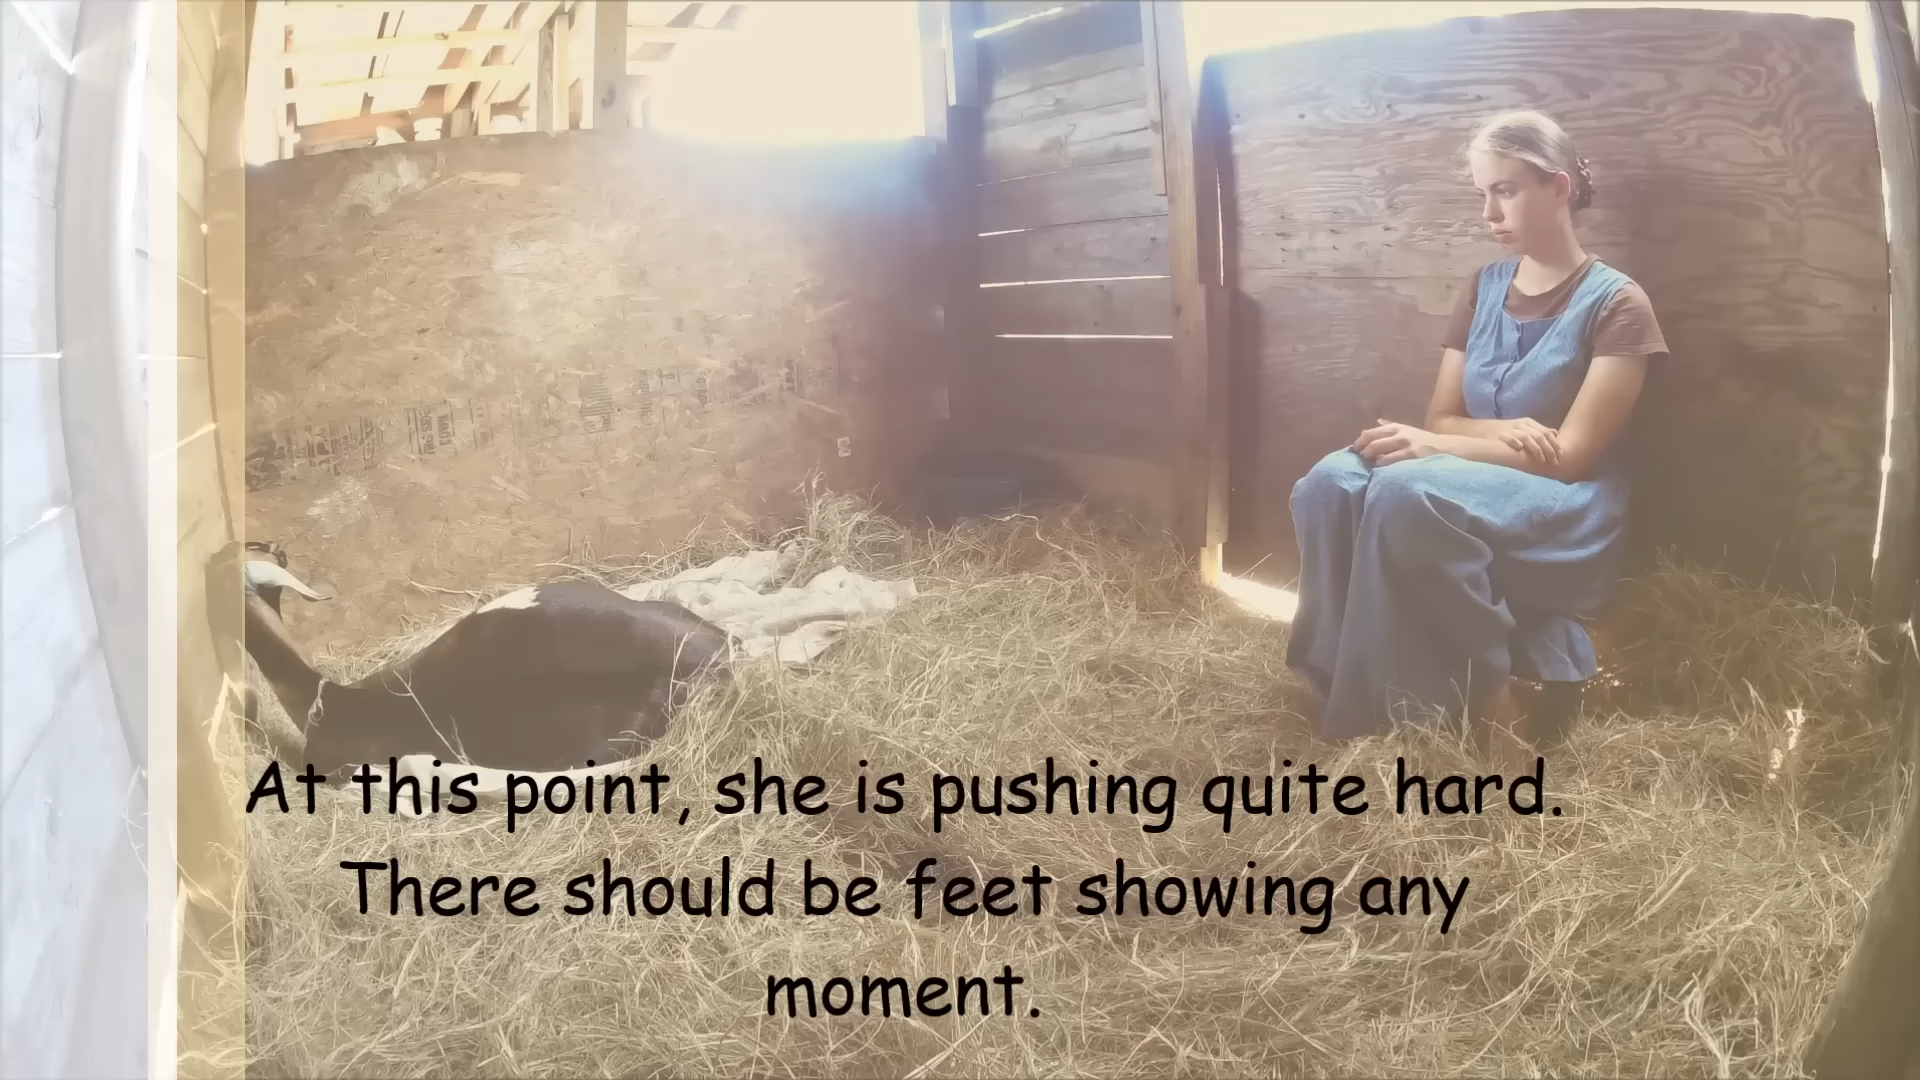 At this point, she is pushing quite hard.
There should be feet showing any
moment.